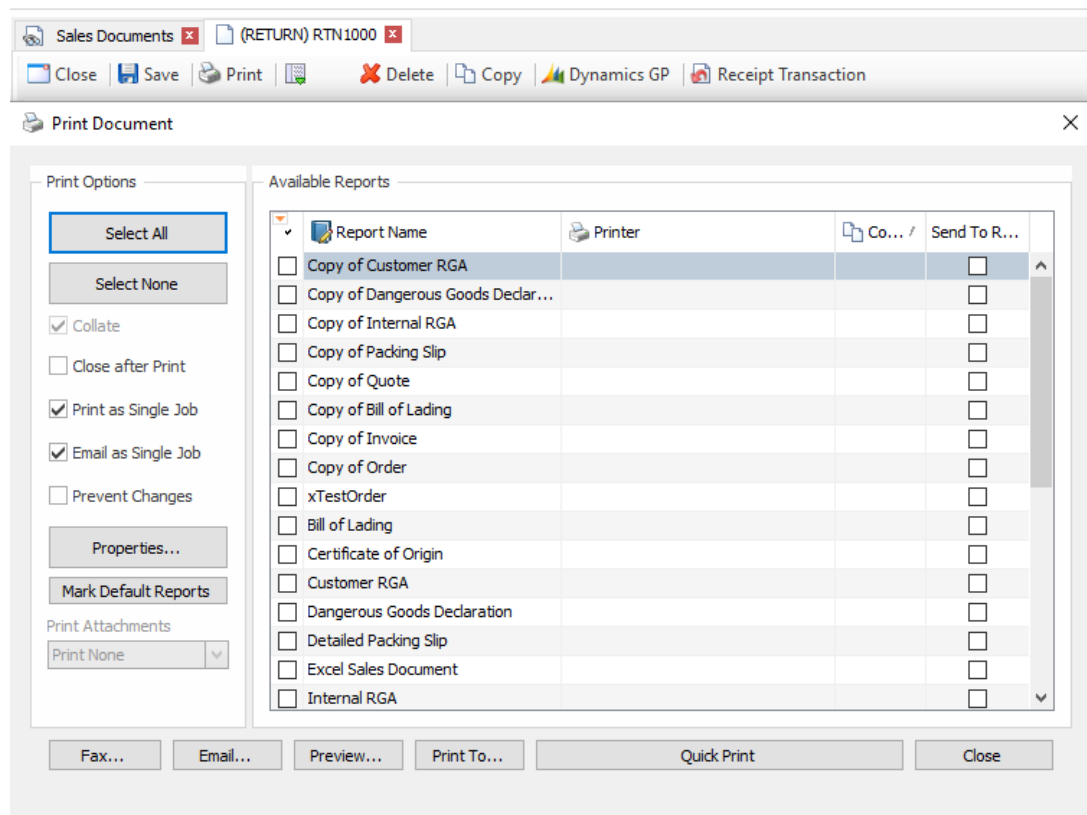 Sales Documents (RETURN) RTN1000
Close Save Print Delete Copy Dynamics GP Receipt Transaction
Print Document
Print Options
Select All
Select None
Collate
Close after Print
Print as Single Job
Email as Single Job
Prevent Changes
Properties...
Mark Default Reports
Print Attachments
Print None
Available Reports
Report Name Printer Co... Send To R...
Copy of Customer RGA
Copy of Dangerous Goods Declar...
Copy of Internal RGA
Copy of Packing Slip
Copy of Quote
Copy of Bill of Lading
Copy of Invoice
Copy of Order
xTestOrder
Bill of Lading
Certificate of Origin
Customer RGA
Dangerous Goods Declaration
Detailed Packing Slip
Excel Sales Document
Internal RGA
Fax... Email... Preview... Print To... Quick Print Close